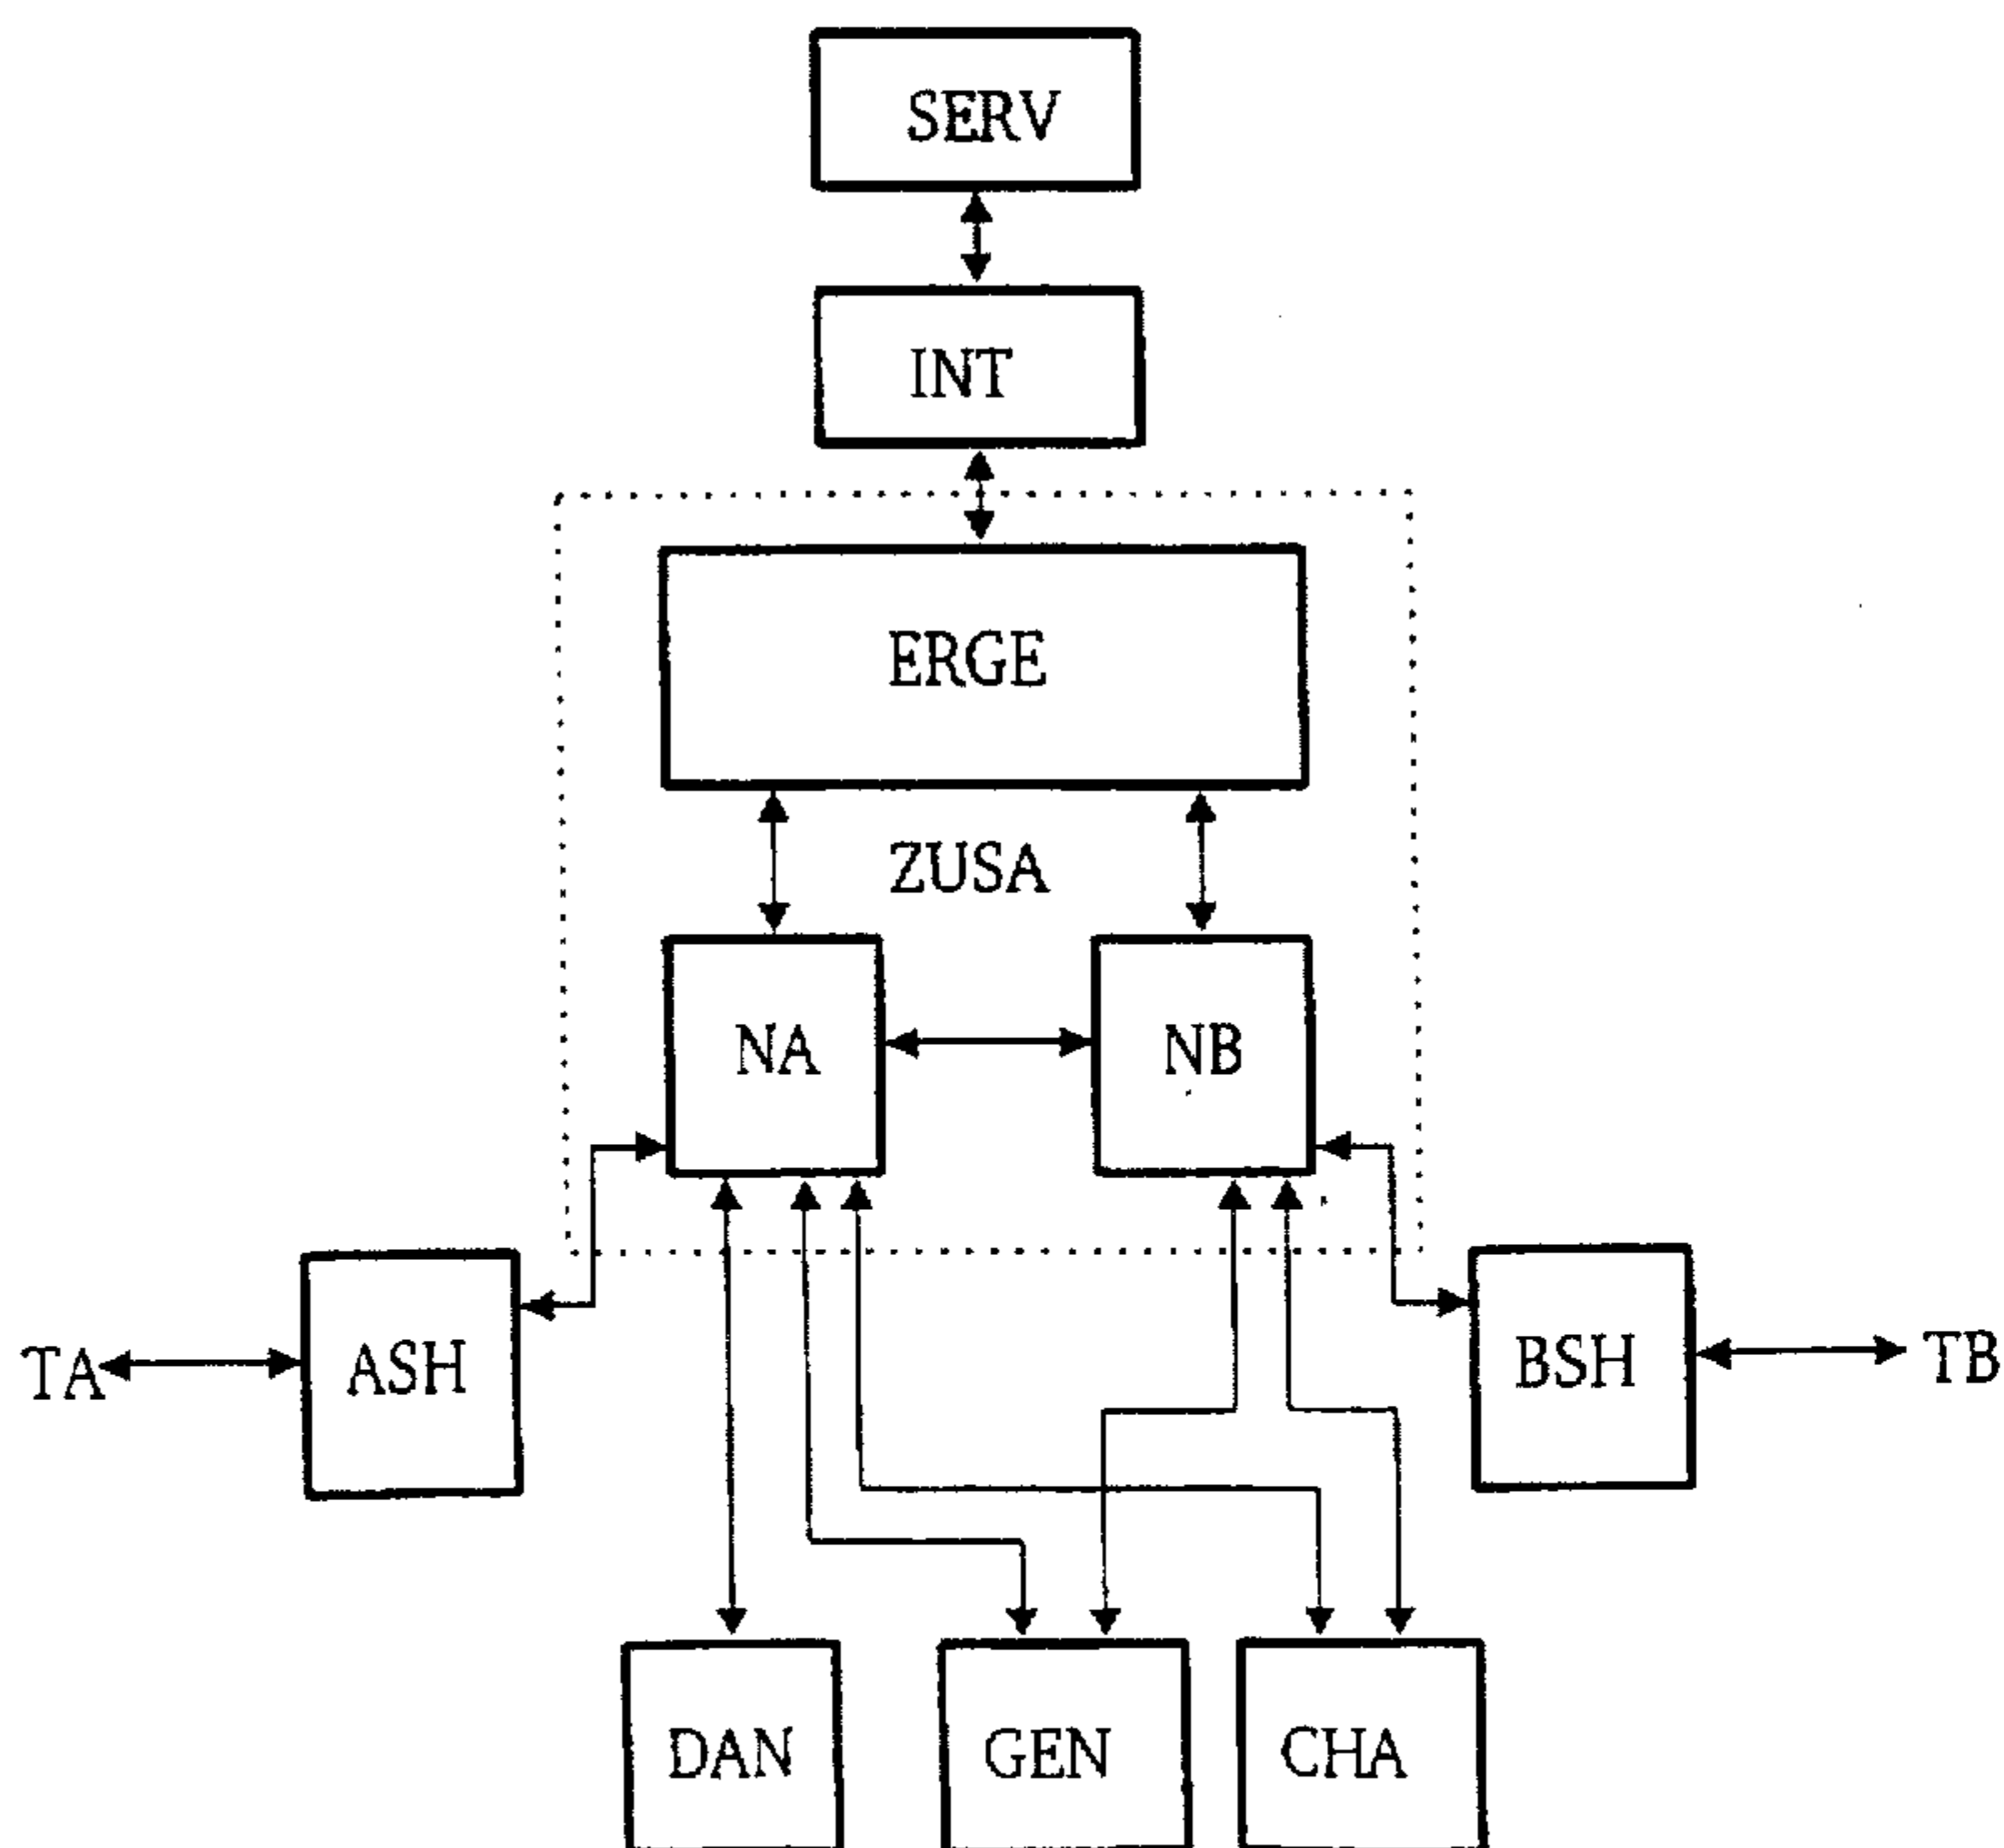 SERV
INT
ERGE
ZUSA
NA
NB
TA
ASH
BSH
TB
DAN
GEN
CHA